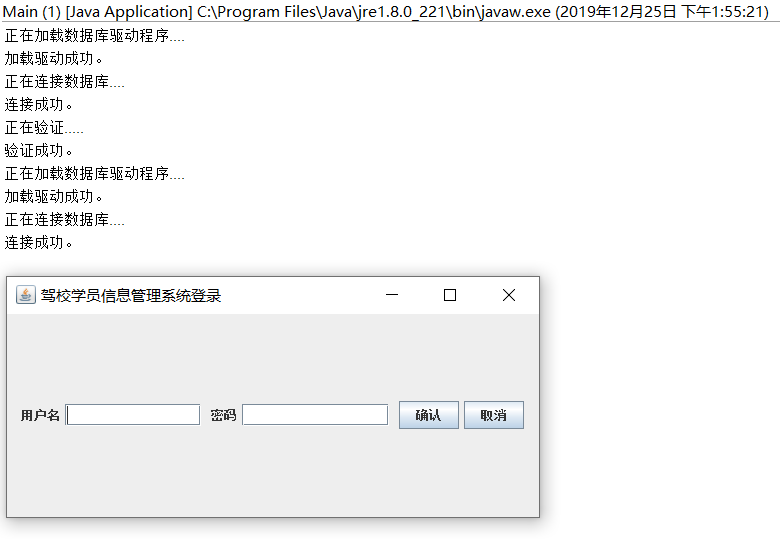 Main (1) [Java Application] C:\Program Files\Java\jre1.8.0_221\bin\javaw.exe (2019年12月25日 下午1:55:21)
正在加载数据库驱动程序....
加载驱动成功。
正在连接数据库....
连接成功。
正在验证.....
验证成功。
正在加载数据库驱动程序....
加载驱动成功。
正在连接数据库....
连接成功。
驾校学员信息管理系统登录
用户名 密码 确认 取消